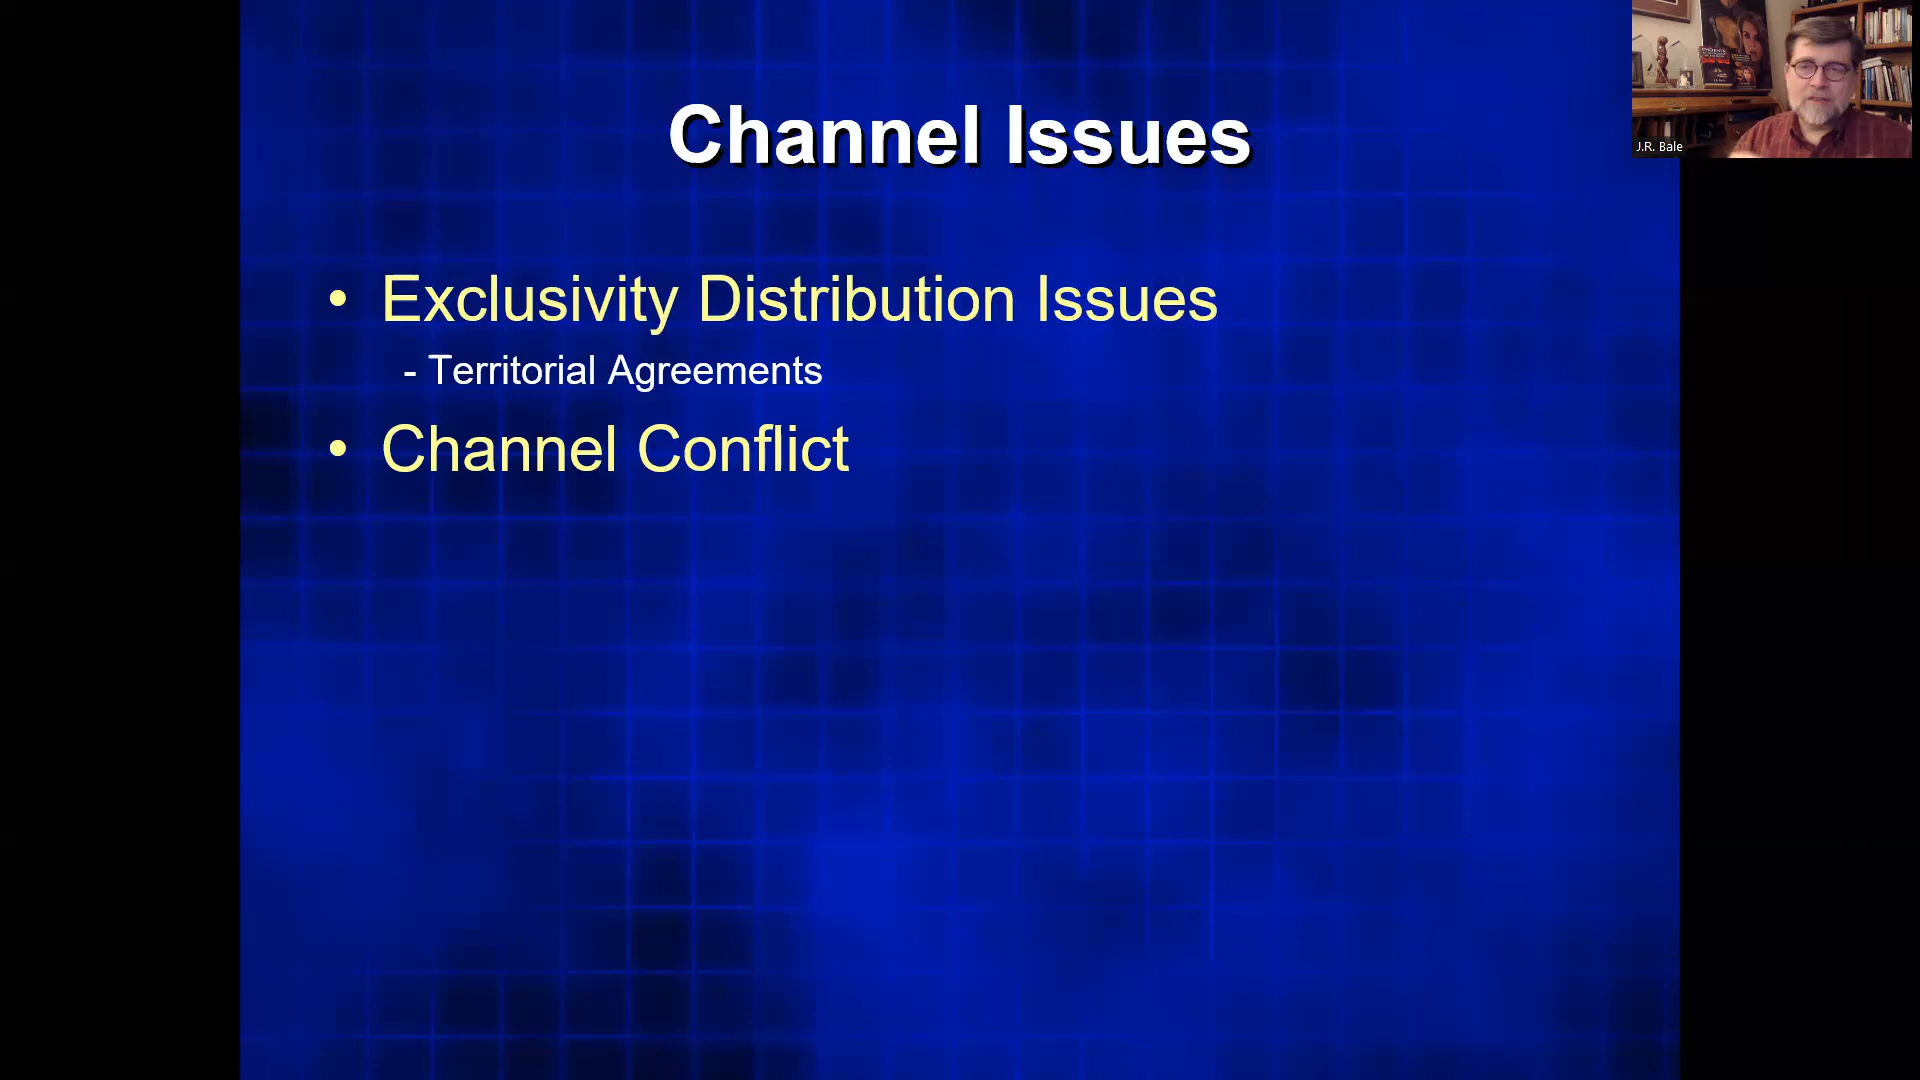 Channel Issues
• Exclusivity Distribution Issues
- Territorial Agreements
• Channel Conflict
J.R. Bale